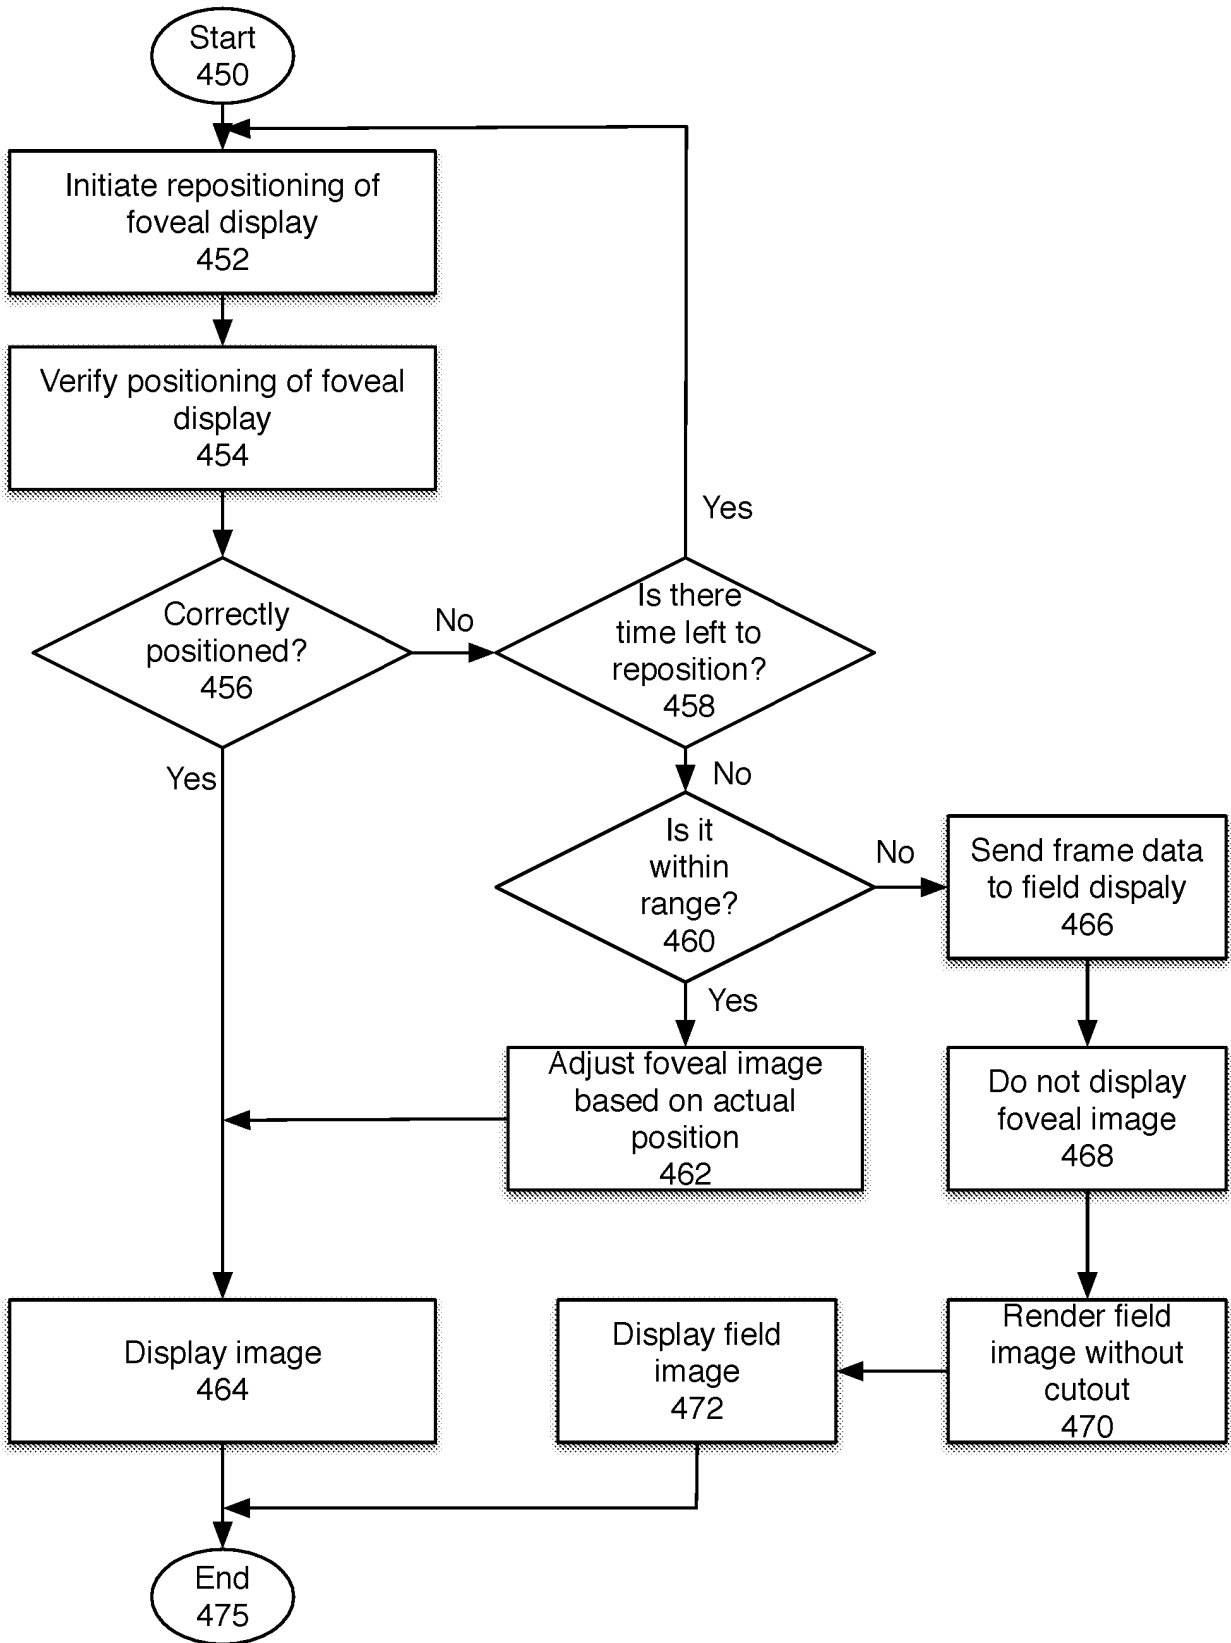 Start
450
Initiate repositioning of
foveal display
452
Verify positioning of foveal
display
454
Yes
Correctly
positioned?
456
No
Is there
time left to
reposition?
458
Yes
No
Is it
within
range?
460
No
Send frame data
to field dispaly
466
Yes
Adjust foveal image
based on actual
position
462
Do not display
foveal image
468
Display image
464
Display field
image
472
Render field
image without
cutout
470
End
475